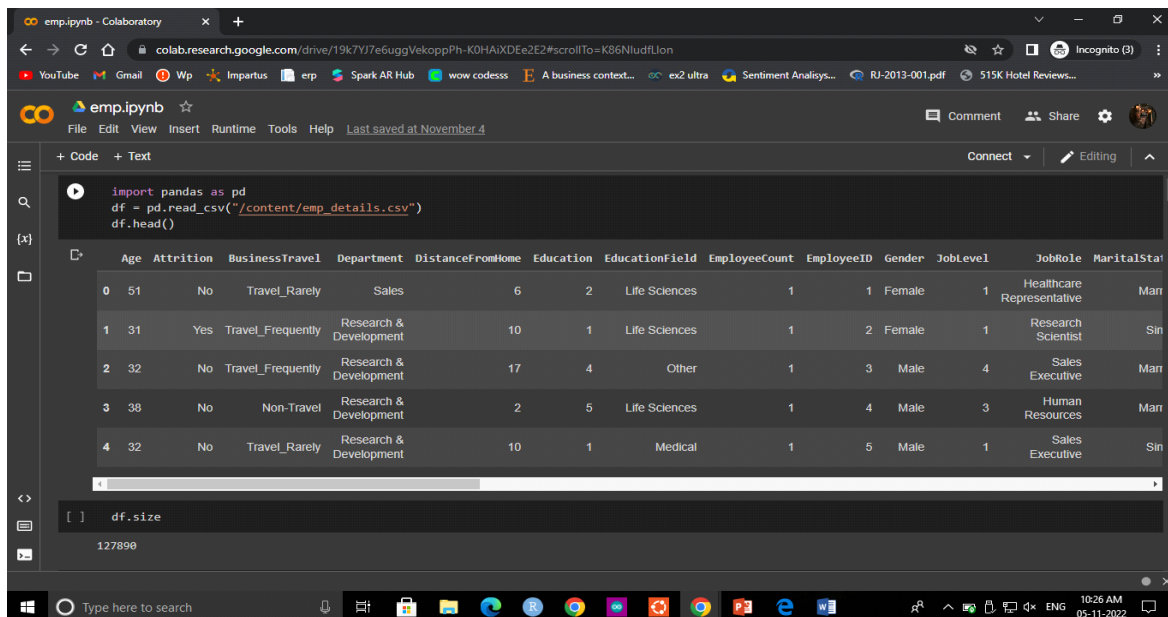 emp.ipynb - Colaboratory
colab.research.google.com/drive/19k7YJ7e6uggVekoppPh-K0HAiXDEe2E2#scrollTo=K86NIudfLIon
Incognito (3)
YouTube Gmail Wp Impartus erp Spark AR Hub wow codesss A business context... ex2 ultra Sentiment Analisys... RJ-2013-001.pdf 515K Hotel Reviews... »
emp.ipynb
Comment Share
File Edit View Insert Runtime Tools Help Last saved at November 4
+ Code + Text Connect Editing
import pandas as pd
df = pd.read_csv("/content/emp_details.csv")
df.head()
{x}
Age Attrition BusinessTravel Department DistanceFromHome Education EducationField EmployeeCount EmployeeID Gender JobLevel JobRole MaritalStat
0 51 No Travel_Rarely Sales 6 2 Life Sciences 1 1 Female 1 Healthcare Representative Marr
1 31 Yes Travel_Frequently Research & Development 10 1 Life Sciences 1 2 Female 1 Research Scientist Sin
2 32 No Travel_Frequently Research & Development 17 4 Other 1 3 Male 4 Sales Executive Marr
3 38 No Non-Travel Research & Development 2 5 Life Sciences 1 4 Male 3 Human Resources Marr
4 32 No Travel_Rarely Research & Development 10 1 Medical 1 5 Male 1 Sales Executive Sin
[ ] df.size
127890
Type here to search
ENG
10:26 AM
05-11-2022